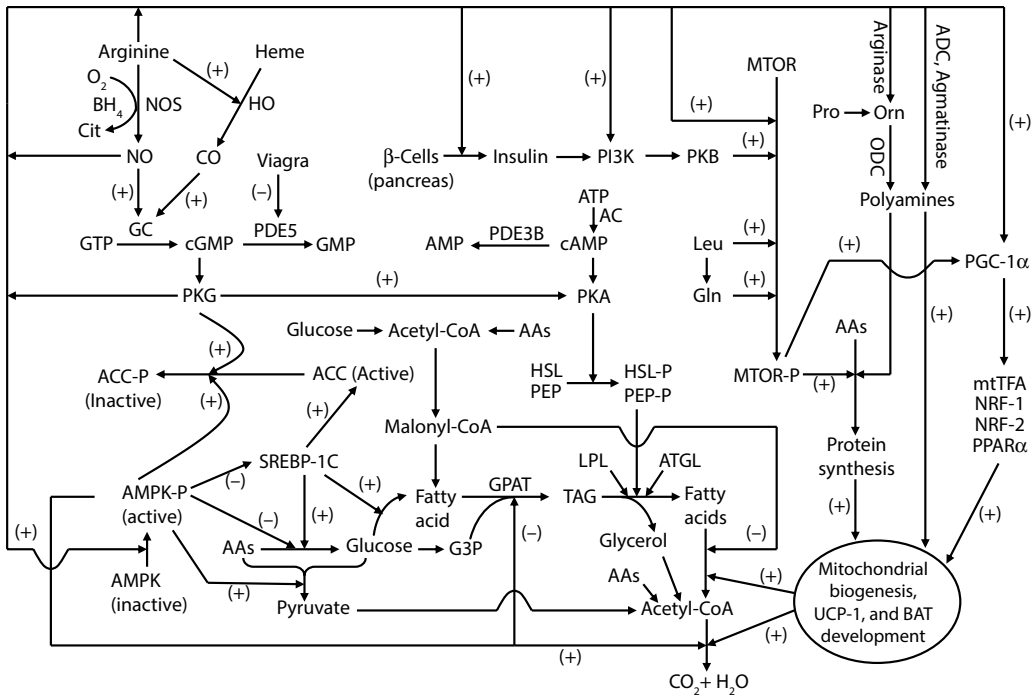 Arginine
Heme
(+)
O2
BH4
NOS
HO
Cit
NO
CO
Viagra
(+)
(+)
(−)
GC
GTP
cGMP
PDE5
GMP
PKG
(+)
(+)
(+)
(+)
β-Cells
(pancreas)
Insulin
PI3K
PKB
(+)
MTOR
ATP
AC
AMP
PDE3B
cAMP
PKA
Leu
(+)
Gln
(+)
Arginase
ADC, Agmatinase
Pro
Orn
ODC
Polyamines
(+)
(+)
PGC-1α
(+)
(+)
Glucose
Acetyl-CoA
AAs
ACC-P
(Inactive)
(+)
ACC (Active)
(+)
(+)
HSL
PEP
HSL-P
PEP-P
MTOR-P
(+)
AAs
mtTFA
NRF-1
NRF-2
PPARα
Malonyl-CoA
Protein
synthesis
SREBP-1C
(−)
LPL
ATGL
AMPK-P
(active)
(+)
(+)
Fatty
acid
GPAT
TAG
Fatty
acids
(+)
(+)
(+)
(−)
(−)
(−)
AAs
Glucose
G3P
Glycerol
AMPK
(inactive)
(+)
Pyruvate
AAs
Acetyl-CoA
(+)
(+)
Mitochondrial
biogenesis,
UCP-1, and BAT
development
(+)
CO2+ H2O